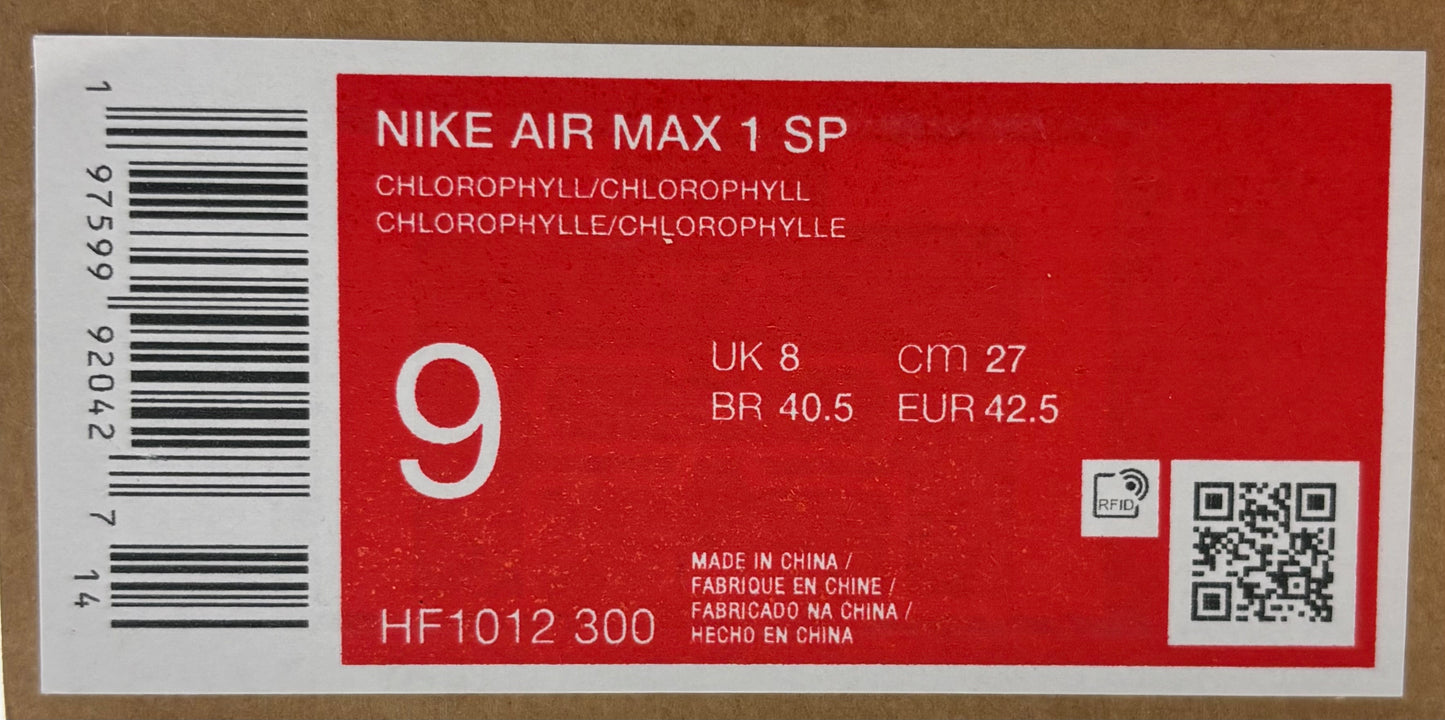 1 97599 92042 7 14
NIKE AIR MAX 1 SP
CHLOROPHYLL/CHLOROPHYLL
CHLOROPHYLLE/CHLOROPHYLLE
9
UK 8 cm 27
BR 40.5 EUR 42.5
RFID
HF1012 300
MADE IN CHINA /
FABRIQUE EN CHINE /
FABRICADO NA CHINA /
HECHO EN CHINA